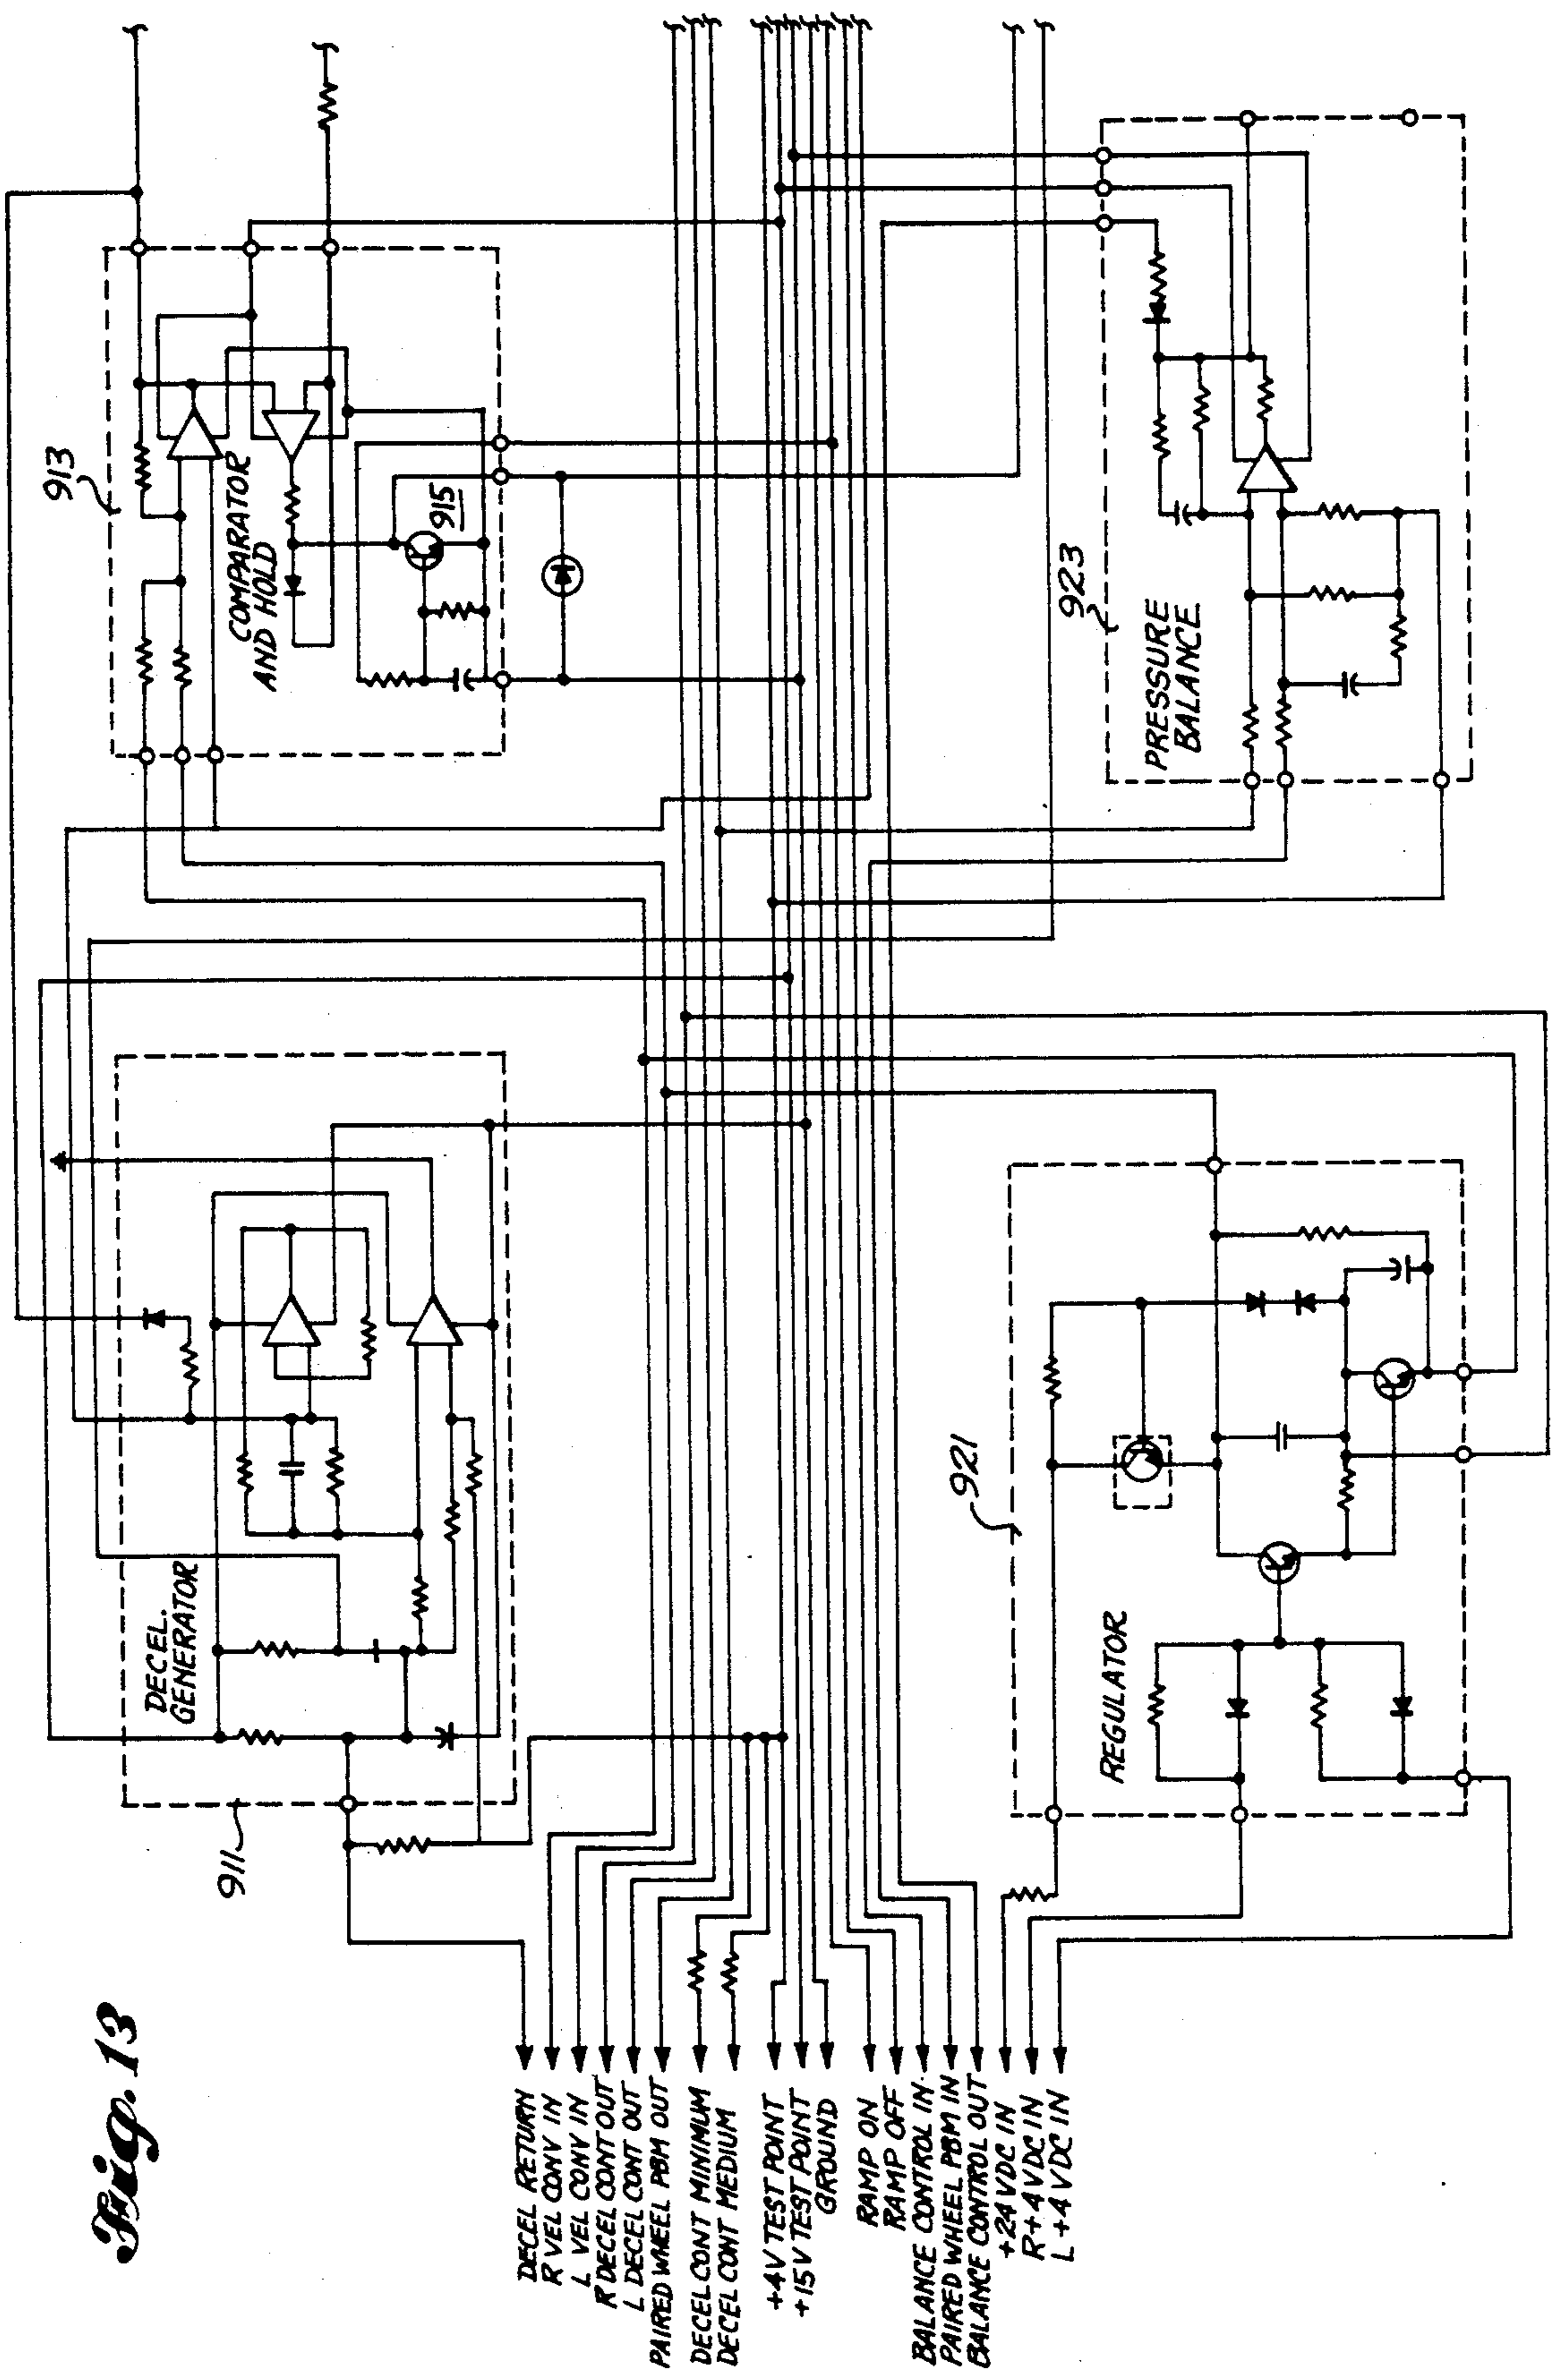 Fig. 13
911
DECEL.
GENERATOR
913
COMPARATOR
AND HOLD
915
DECEL RETURN
R VEL CONV IN
L VEL CONV IN
R DECEL CONT OUT
L DECEL CONT OUT
PAIRED WHEEL PBM OUT
DECEL CONT MINIMUM
DECEL CONT MEDIUM
+4V TEST POINT
+15V TEST POINT
GROUND
RAMP ON
RAMP OFF
BALANCE CONTROL IN
PAIRED WHEEL PBM IN
BALANCE CONTROL OUT
+24 VDC IN
R+4 VDC IN
L +4 VDC IN
921
REGULATOR
923
PRESSURE
BALANCE